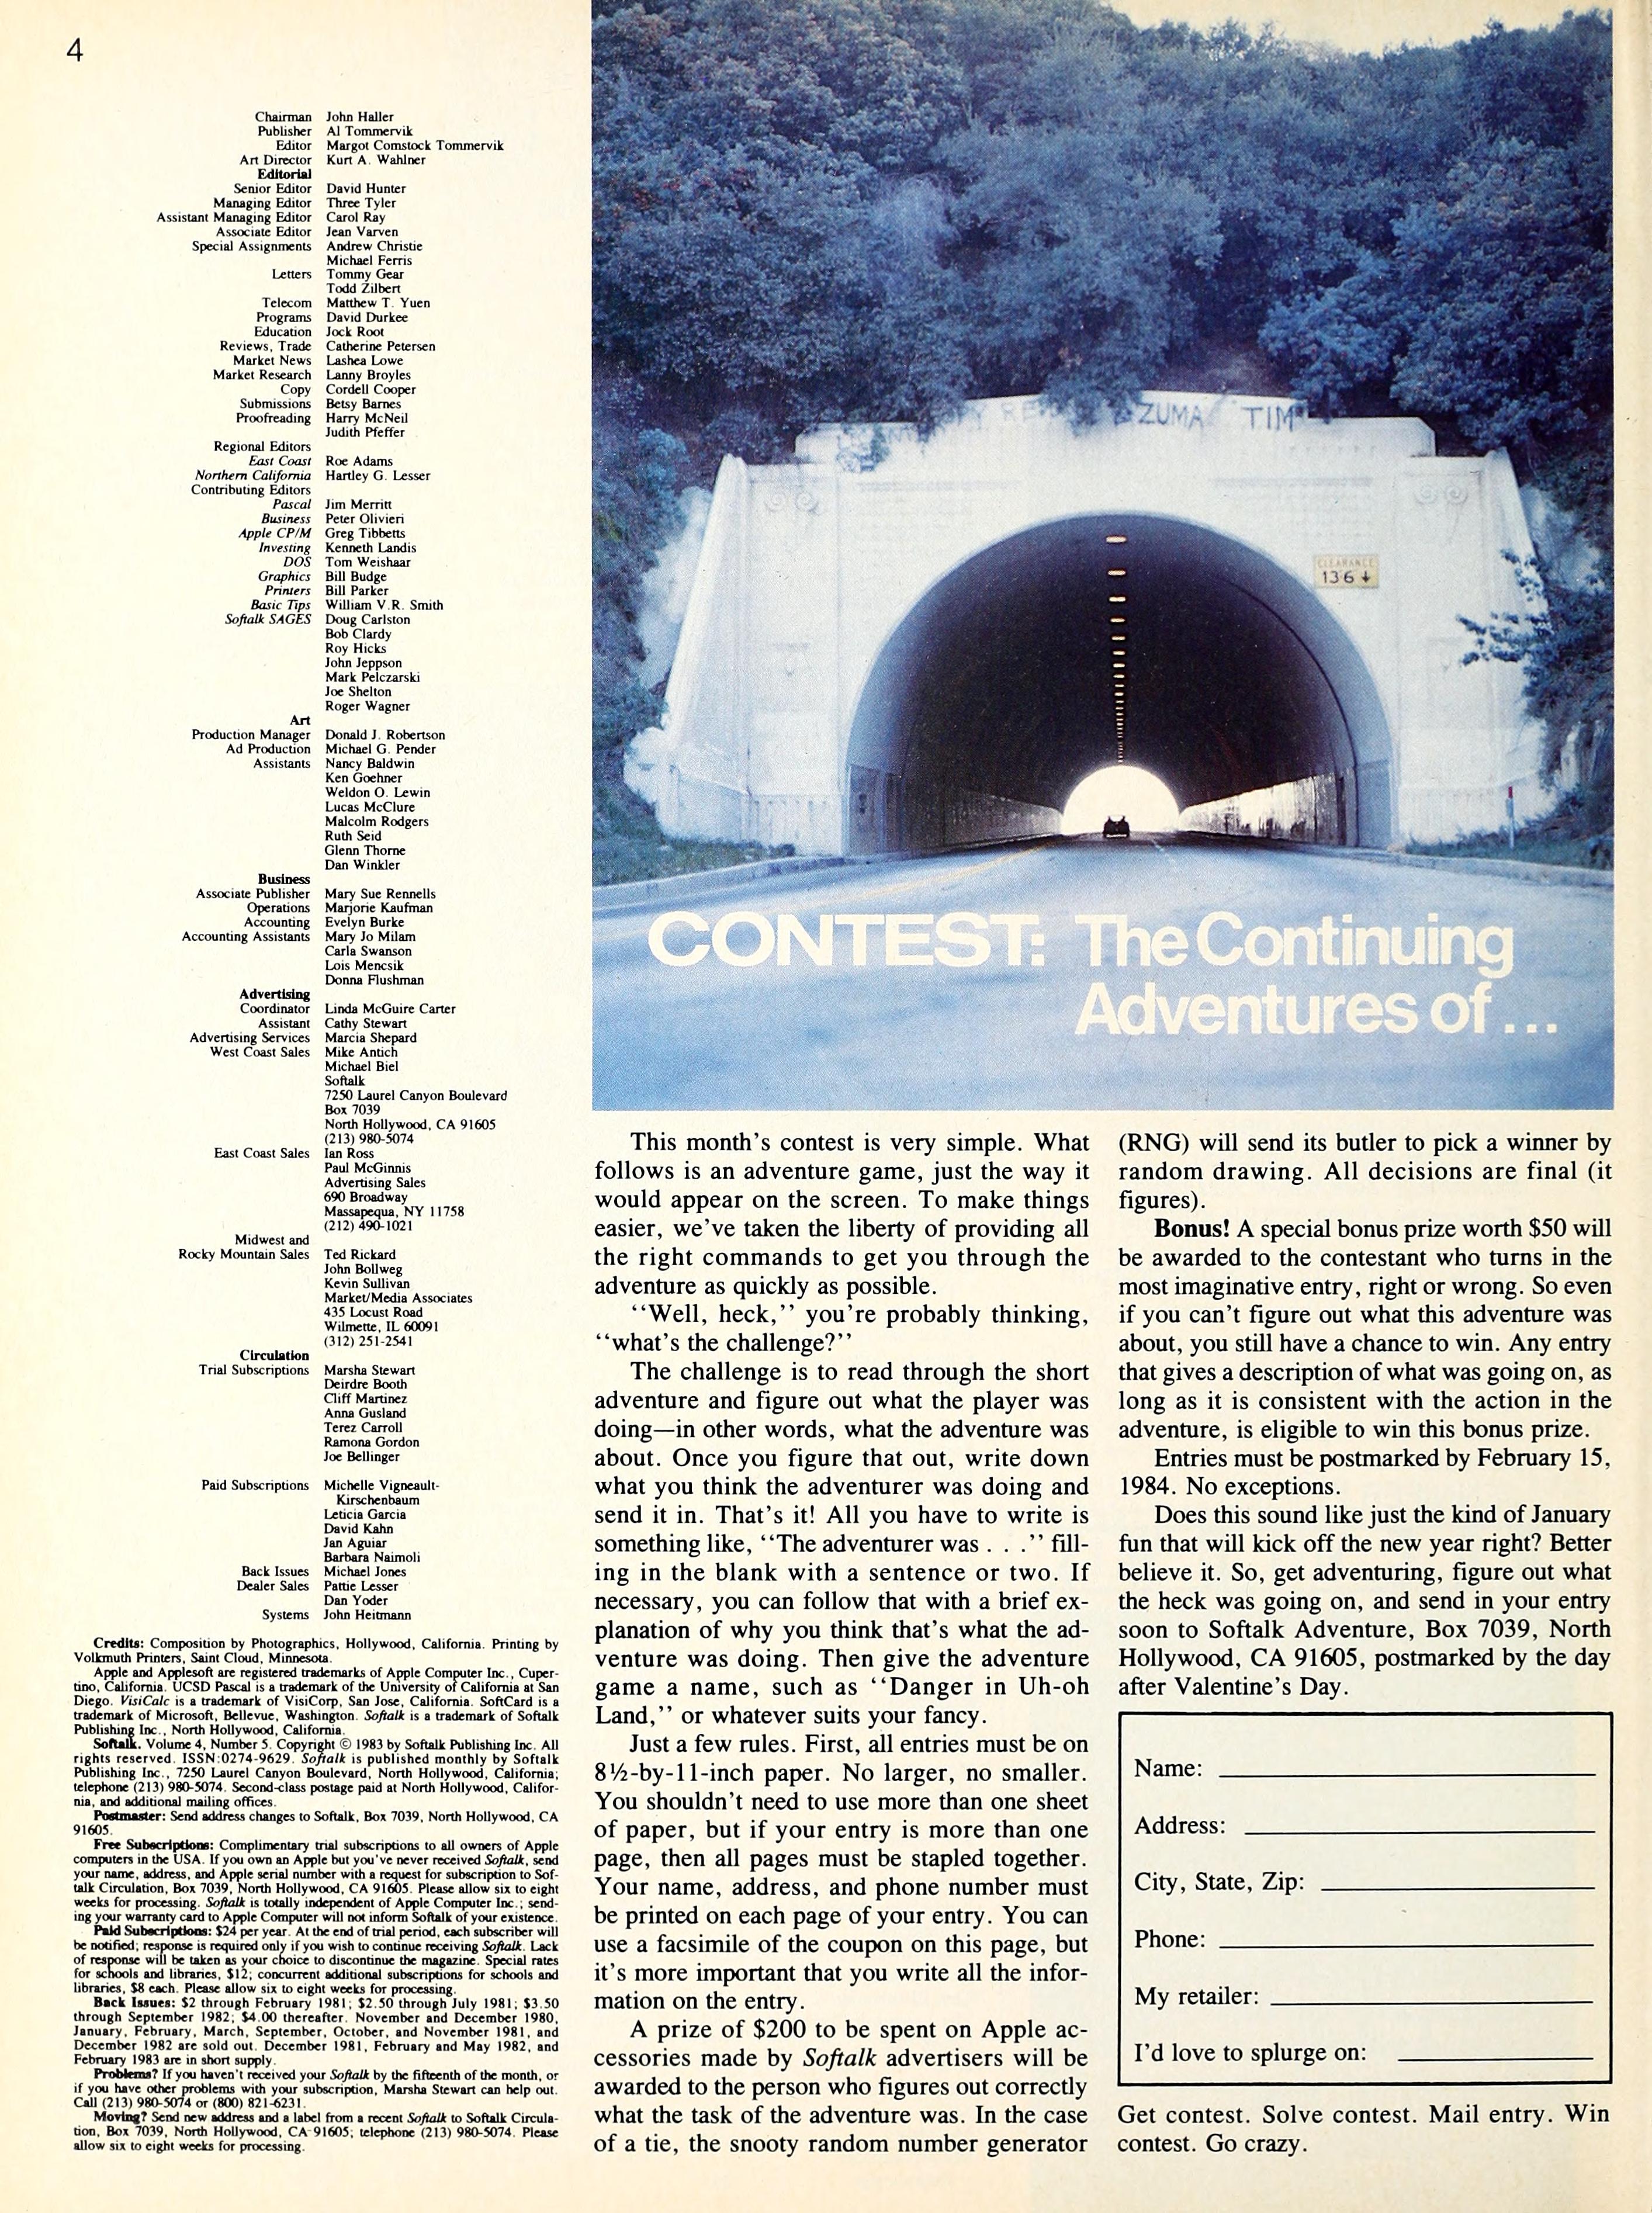 4
Chairman John Haller
Publisher Al Tommervik
Editor Margot Comstock Tommervik
Art Director Kurt A. Wahlner
Editorial
Senior Editor David Hunter
Managing Editor Three Tyler
Assistant Managing Editor Carol Ray
Associate Editor Jean Varven
Special Assignments Andrew Christie
Michael Ferris
Letters Tommy Gear
Todd Zilbert
Telecom Matthew T. Yuen
Programs David Durkee
Education Jock Root
Reviews, Trade Catherine Petersen
Market News Lashea Lowe
Market Research Lanny Broyles
Copy Cordell Cooper
Submissions Betsy Barnes
Proofreading Harry McNeil
Judith Pfeffer
Regional Editors
East Coast Roe Adams
Northern California Hartley G. Lesser
Contributing Editors
Pascal Jim Merritt
Business Peter Olivieri
Apple CP/M Greg Tibbetts
Investing Kenneth Landis
DOS Tom Weishaar
Graphics Bill Budge
Printers Bill Parker
Basic Tips William V.R. Smith
Softalk SAGES Doug Carlston
Bob Clardy
Roy Hicks
John Jeppson
Mark Pelczarski
Joe Shelton
Roger Wagner
Art
Production Manager Donald J. Robertson
Ad Production Michael G. Pender
Assistants Nancy Baldwin
Ken Goehner
Weldon O. Lewin
Lucas McClure
Malcolm Rodgers
Ruth Seid
Glenn Thorne
Dan Winkler
Business
Associate Publisher Mary Sue Rennells
Operations Marjorie Kaufman
Accounting Evelyn Burke
Accounting Assistants Mary Jo Milam
Carla Swanson
Lois Mencsik
Donna Flushman
Advertising
Coordinator Linda McGuire Carter
Assistant Cathy Stewart
Advertising Services Marcia Shepard
West Coast Sales Mike Antich
Michael Biel
Softalk
7250 Laurel Canyon Boulevard
Box 7039
North Hollywood, CA 91605
(213) 980-5074
East Coast Sales Ian Ross
Paul McGinnis
Advertising Sales
690 Broadway
Massapequa, NY 11758
(212) 490-1021
Midwest and
Rocky Mountain Sales Ted Rickard
John Bollweg
Kevin Sullivan
Market/Media Associates
435 Locust Road
Wilmette, IL 60091
(312) 251-2541
Circulation
Trial Subscriptions Marsha Stewart
Deirdre Booth
Cliff Martinez
Anna Gusland
Terez Carroll
Ramona Gordon
Joe Bellinger
Paid Subscriptions Michelle Vigneault-
Kirschenbaum
Leticia Garcia
David Kahn
Jan Aguiar
Barbara Naimoli
Back Issues Michael Jones
Dealer Sales Pattie Lesser
Dan Yoder
Systems John Heitmann
Credits: Composition by Photographics, Hollywood, California. Printing by
Volkmuth Printers, Saint Cloud, Minnesota.
Apple and Applesoft are registered trademarks of Apple Computer Inc., Cuper-
tino, California. UCSD Pascal is a trademark of the University of California at San
Diego. VisiCalc is a trademark of VisiCorp, San Jose, California. SoftCard is a
trademark of Microsoft, Bellevue, Washington. Softalk is a trademark of Softalk
Publishing Inc., North Hollywood, California.
Softalk. Volume 4, Number 5. Copyright © 1983 by Softalk Publishing Inc. All
rights reserved. ISSN:0274-9629. Softalk is published monthly by Softalk
Publishing Inc., 7250 Laurel Canyon Boulevard, North Hollywood, California;
telephone (213) 980-5074. Second-class postage paid at North Hollywood, Califor-
nia, and additional mailing offices.
Postmaster: Send address changes to Softalk, Box 7039, North Hollywood, CA
91605.
Free Subscriptions: Complimentary trial subscriptions to all owners of Apple
computers in the USA. If you own an Apple but you've never received Softalk, send
your name, address, and Apple serial number with a request for subscription to Sof-
talk Circulation, Box 7039, North Hollywood, CA 91605. Please allow six to eight
weeks for processing. Softalk is totally independent of Apple Computer Inc.; send-
ing your warranty card to Apple Computer will not inform Softalk of your existence.
Paid Subscriptions: $24 per year. At the end of trial period, each subscriber will
be notified; response is required only if you wish to continue receiving Softalk. Lack
of response will be taken as your choice to discontinue the magazine. Special rates
for schools and libraries, $12; concurrent additional subscriptions for schools and
libraries, $8 each. Please allow six to eight weeks for processing.
Back Issues: $2 through February 1981; $2.50 through July 1981; $3.50
through September 1982; $4.00 thereafter. November and December 1980,
January, February, March, September, October, and November 1981, and
December 1982 are sold out. December 1981, February and May 1982, and
February 1983 are in short supply.
Problems? If you haven't received your Softalk by the fifteenth of the month, or
if you have other problems with your subscription, Marsha Stewart can help out.
Call (213) 980-5074 or (800) 821-6231.
Moving? Send new address and a label from a recent Softalk to Softalk Circula-
tion, Box 7039, North Hollywood, CA 91605; telephone (213) 980-5074. Please
allow six to eight weeks for processing.
ZUMA TIM
CLEARANCE
13 6 ↓
CONTEST: The Continuing
Adventures of...
This month's contest is very simple. What
follows is an adventure game, just the way it
would appear on the screen. To make things
easier, we've taken the liberty of providing all
the right commands to get you through the
adventure as quickly as possible.
"Well, heck," you're probably thinking,
"what's the challenge?"
The challenge is to read through the short
adventure and figure out what the player was
doing—in other words, what the adventure was
about. Once you figure that out, write down
what you think the adventurer was doing and
send it in. That's it! All you have to write is
something like, "The adventurer was . . ." fill-
ing in the blank with a sentence or two. If
necessary, you can follow that with a brief ex-
planation of why you think that's what the ad-
venture was doing. Then give the adventure
game a name, such as "Danger in Uh-oh
Land," or whatever suits your fancy.
Just a few rules. First, all entries must be on
8½-by-11-inch paper. No larger, no smaller.
You shouldn't need to use more than one sheet
of paper, but if your entry is more than one
page, then all pages must be stapled together.
Your name, address, and phone number must
be printed on each page of your entry. You can
use a facsimile of the coupon on this page, but
it's more important that you write all the infor-
mation on the entry.
A prize of $200 to be spent on Apple ac-
cessories made by Softalk advertisers will be
awarded to the person who figures out correctly
what the task of the adventure was. In the case
of a tie, the snooty random number generator
(RNG) will send its butler to pick a winner by
random drawing. All decisions are final (it
figures).
Bonus! A special bonus prize worth $50 will
be awarded to the contestant who turns in the
most imaginative entry, right or wrong. So even
if you can't figure out what this adventure was
about, you still have a chance to win. Any entry
that gives a description of what was going on, as
long as it is consistent with the action in the
adventure, is eligible to win this bonus prize.
Entries must be postmarked by February 15,
1984. No exceptions.
Does this sound like just the kind of January
fun that will kick off the new year right? Better
believe it. So, get adventuring, figure out what
the heck was going on, and send in your entry
soon to Softalk Adventure, Box 7039, North
Hollywood, CA 91605, postmarked by the day
after Valentine's Day.
Name:
Address:
City, State, Zip:
Phone:
My retailer:
I'd love to splurge on:
Get contest. Solve contest. Mail entry. Win
contest. Go crazy.